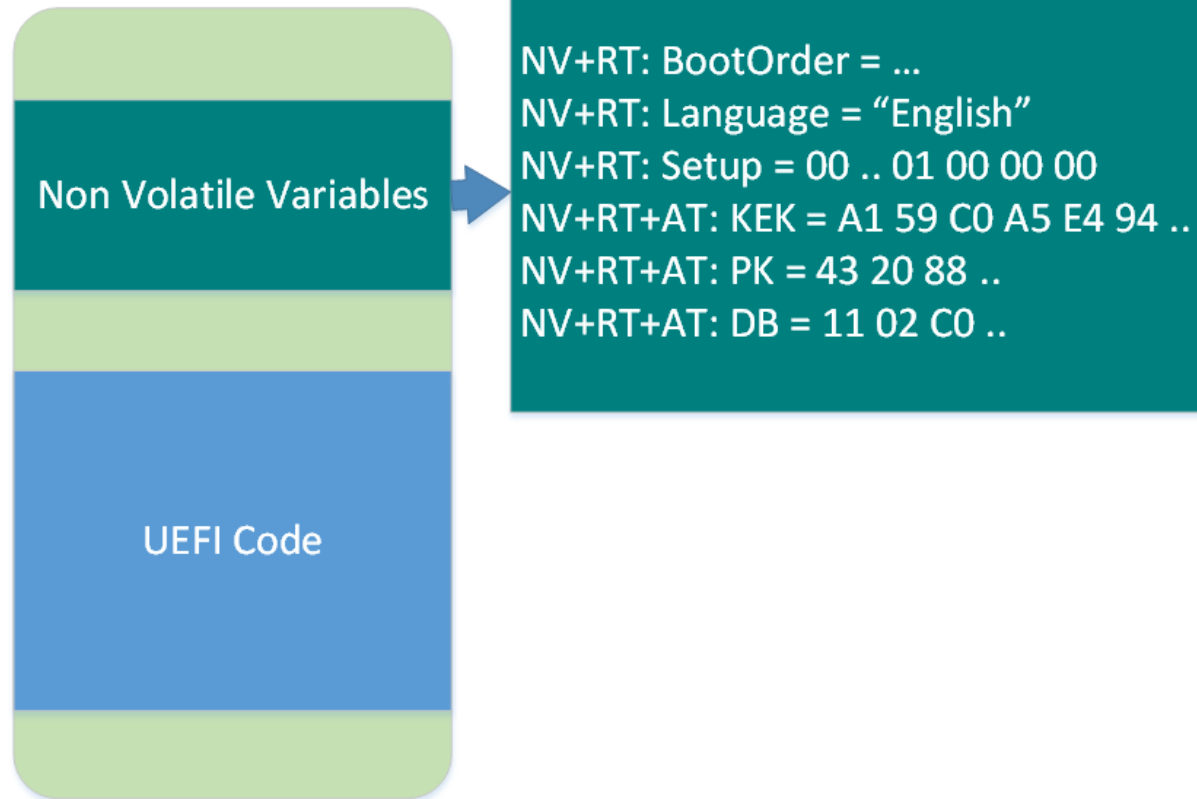 Non Volatile Variables
UEFI Code
NV+RT: BootOrder = ...
NV+RT: Language = “English”
NV+RT: Setup = 00 .. 01 00 00 00
NV+RT+AT: KEK = A1 59 C0 A5 E4 94 ..
NV+RT+AT: PK = 43 20 88 ..
NV+RT+AT: DB = 11 02 C0 ..